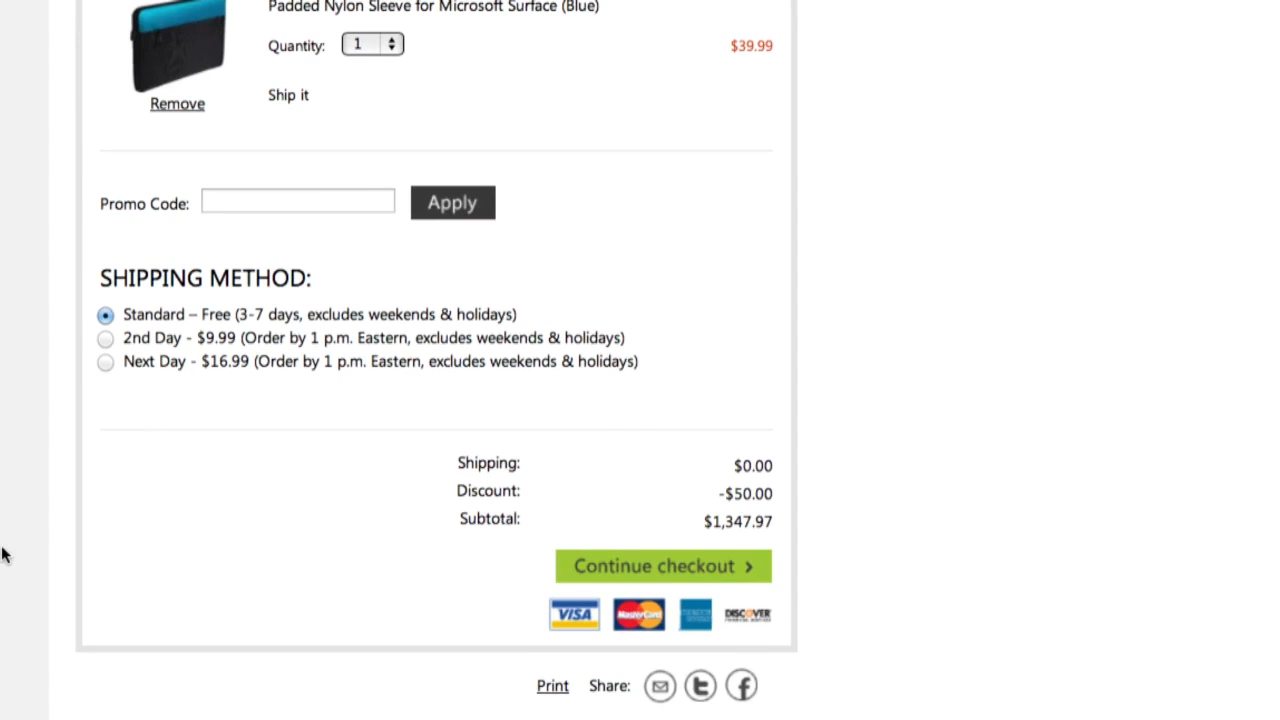 Padded Nylon Sleeve for Microsoft Surface (Blue)
Quantity: 1 $39.99
Remove
Ship it
Promo Code: Apply
SHIPPING METHOD:
Standard – Free (3-7 days, excludes weekends & holidays)
2nd Day - $9.99 (Order by 1 p.m. Eastern, excludes weekends & holidays)
Next Day - $16.99 (Order by 1 p.m. Eastern, excludes weekends & holidays)
Shipping: $0.00
Discount: -$50.00
Subtotal: $1,347.97
Continue checkout ›
VISA MasterCard DISCOVER
Print Share: